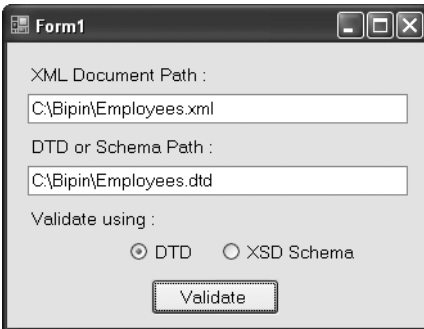 Form1
XML Document Path :
C:\Bipin\Employees.xml
DTD or Schema Path :
C:\Bipin\Employees.dtd
Validate using :
DTD XSD Schema
Validate